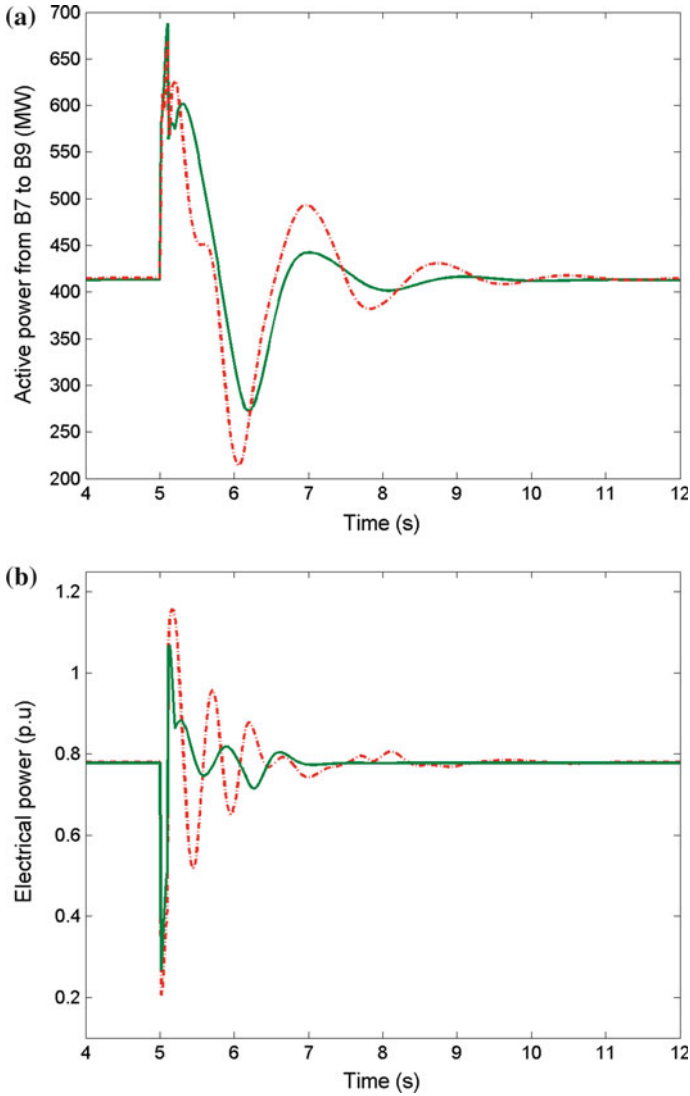 (a)
Active power from B7 to B9 (MW)
700
650
600
550
500
450
400
350
300
250
200
4 5 6 7 8 9 10 11 12
Time (s)
(b)
Electrical power (p.u)
1.2
1
0.8
0.6
0.4
0.2
4 5 6 7 8 9 10 11 12
Time (s)